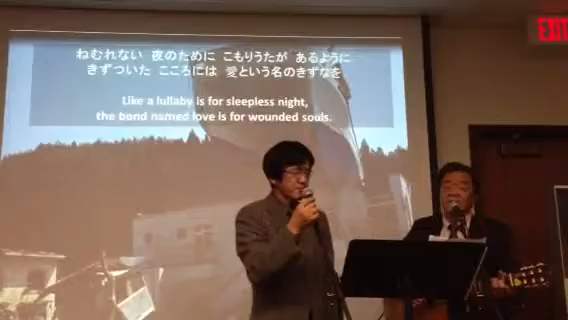 ねむれない 夜のために こもりうたが あるように
きずついた こころには 愛という名のきずなを
Like a lullaby is for sleepless night,
the bond named love is for wounded souls.
EXIT